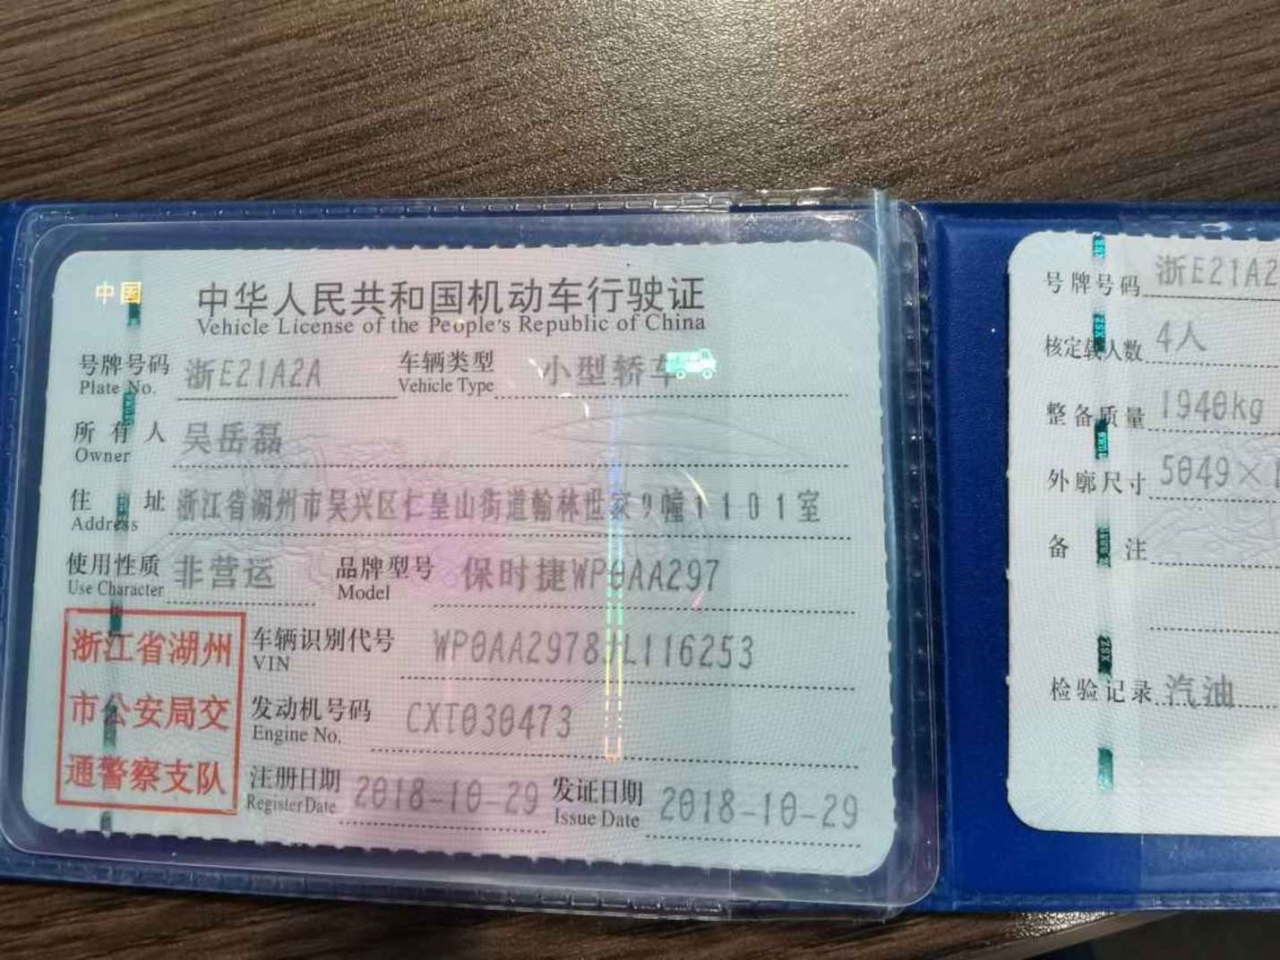 中国
中华人民共和国机动车行驶证
Vehicle License of the People's Republic of China
号牌号码 浙E21A2A 车辆类型 小型轿车
Plate No. Vehicle Type
所有人 吴岳磊
Owner
住址 浙江省湖州市吴兴区仁皇山街道翰林世家9幢1101室
Address
使用性质 非营运 品牌型号 保时捷WP0AA297
Use Character Model
浙江省湖州
市公安局交
通警察支队
车辆识别代号 WP0AA2978JL116253
VIN
发动机号码 CXT030473
Engine No.
注册日期 2018-10-29 发证日期 2018-10-29
Register Date Issue Date
号牌号码 浙E21A2
核定载人数 4人
整备质量 1940kg
外廓尺寸 5049×
备注
检验记录 汽油